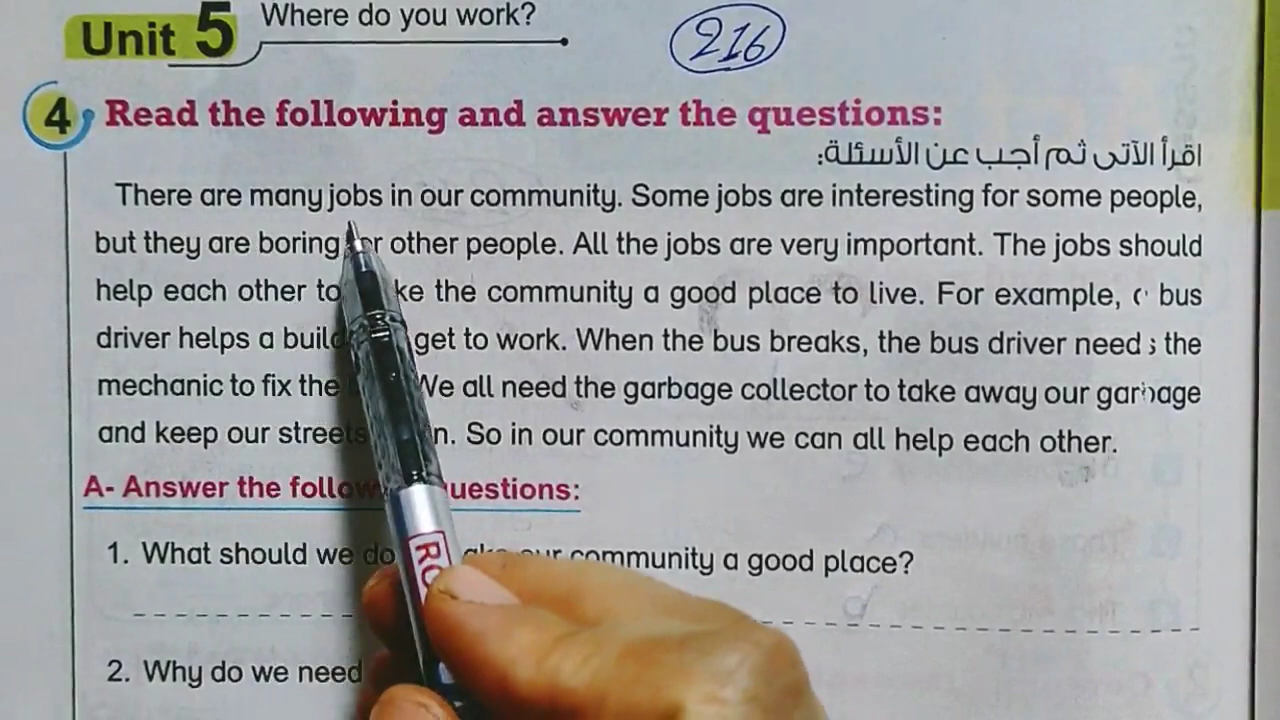 Unit 5 Where do you work?
216
4 Read the following and answer the questions:
اقرأ الآتى ثم أجب عن الأسئلة:
There are many jobs in our community. Some jobs are interesting for some people,
but they are boring other people. All the jobs are very important. The jobs should
help each other to the community a good place to live. For example, bus
driver helps a get to work. When the bus breaks, the bus driver needs the
mechanic to fix the We all need the garbage collector to take away our garbage
and keep our streets So in our community we can all help each other.
A- Answer the following questions:
1. What should we do our community a good place?
2. Why do we need